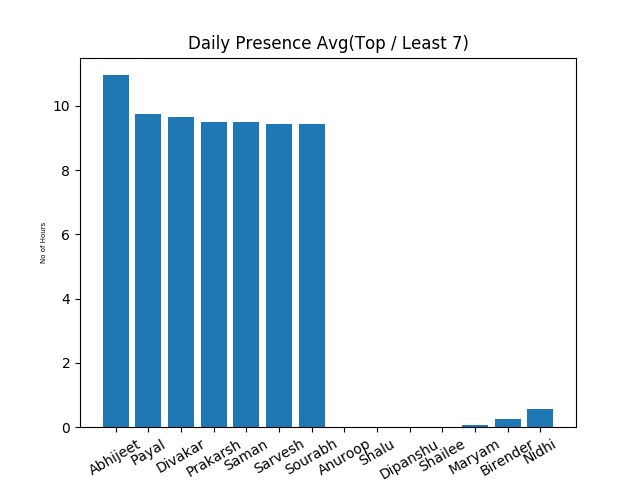 Daily Presence Avg(Top / Least 7)
10
8
6
4
2
0
No of Hours
Abhijeet
Payal
Divakar
Prakarsh
Saman
Sarvesh
Sourabh
Anuroop
Shalu
Dipanshu
Shailee
Maryam
Birender
Nidhi